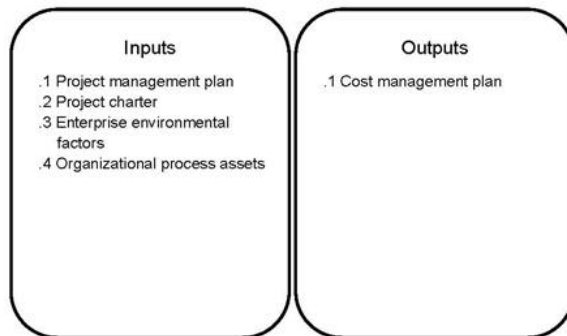 Inputs
.1 Project management plan
.2 Project charter
.3 Enterprise environmental
factors
.4 Organizational process assets
Outputs
.1 Cost management plan